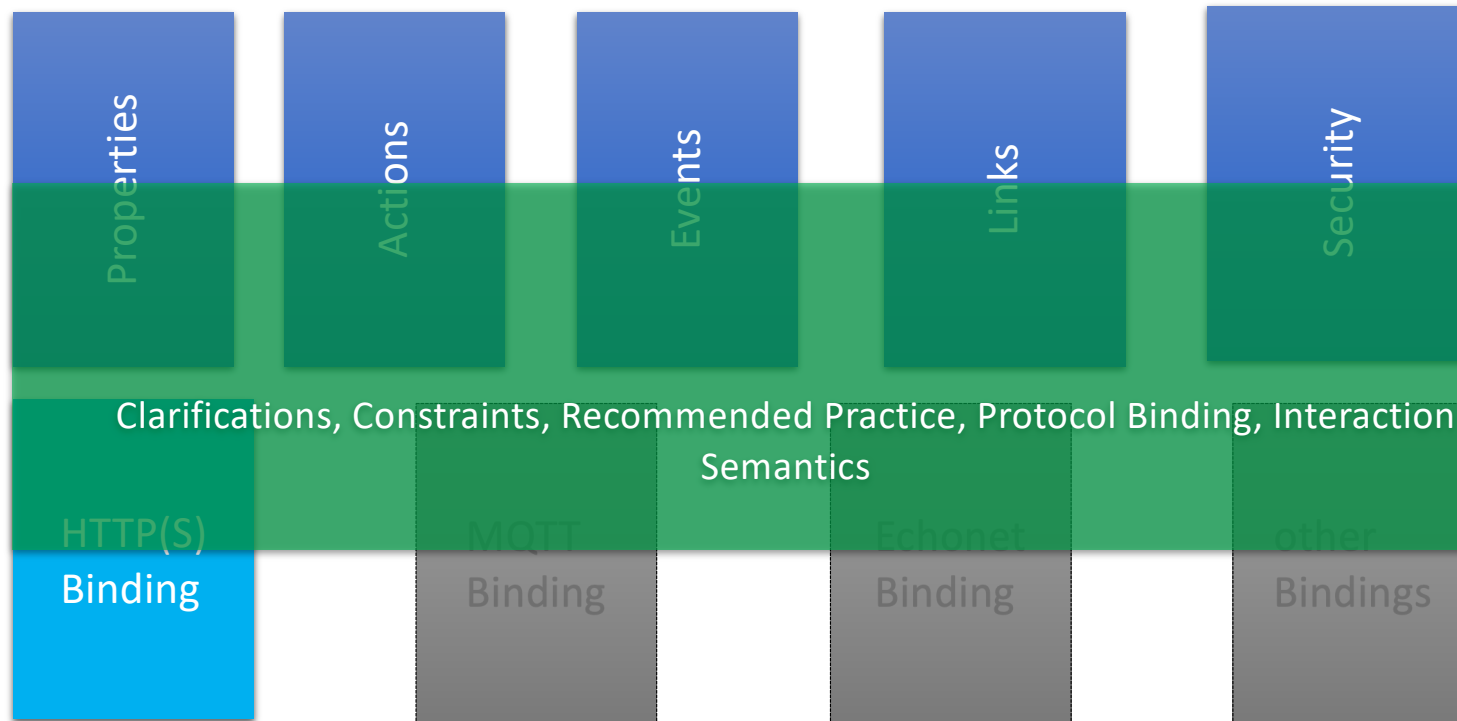 Properties
Actions
Events
Links
Security
Clarifications, Constraints, Recommended Practice, Protocol Binding, Interaction
Semantics
HTTP(S)
Binding
MQTT
Binding
Echonet
Binding
other
Bindings